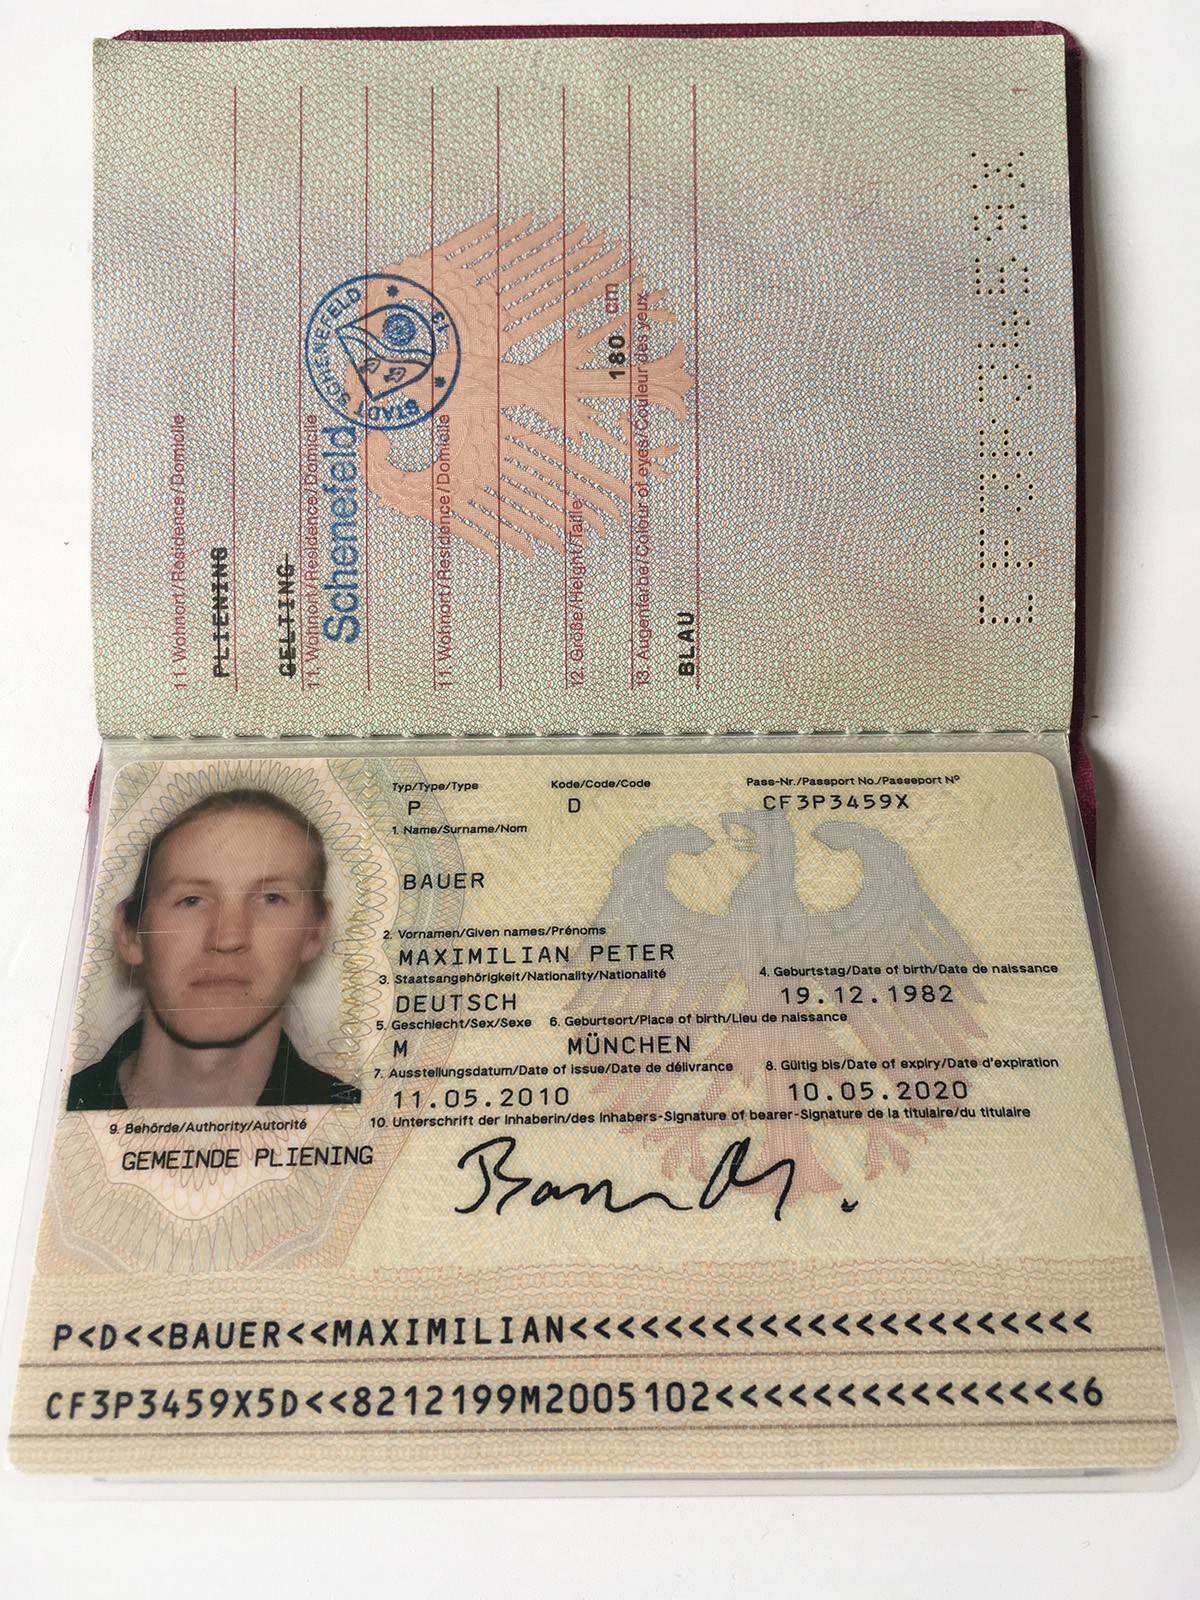 11. Wohnort/Residence/Domicile
PLIENING
GELTING
11. Wohnort/Residence/Domicile
Schenefeld
STADT SCHENEFELD
13
11. Wohnort/Residence/Domicile
12. Größe/Height/Taille
180 cm
13. Augenfarbe/Colour of eyes/Couleur des yeux
BLAU
1
Typ/Type/Type Kode/Code/Code Pass-Nr./Passport No./Passeport Nº
P D CF3P3459X
1. Name/Surname/Nom
BAUER
2. Vornamen/Given names/Prénoms
MAXIMILIAN PETER
3. Staatsangehörigkeit/Nationality/Nationalité 4. Geburtstag/Date of birth/Date de naissance
DEUTSCH 19.12.1982
5. Geschlecht/Sex/Sexe 6. Geburtsort/Place of birth/Lieu de naissance
M MÜNCHEN
7. Ausstellungsdatum/Date of issue/Date de délivrance 8. Gültig bis/Date of expiry/Date d'expiration
11.05.2010 10.05.2020
9. Behörde/Authority/Autorité 10. Unterschrift der Inhaberin/des Inhabers-Signature of bearer-Signature de la titulaire/du titulaire
GEMEINDE PLIENING
P<D<<BAUER<<MAXIMILIAN<<<<<<<<<<<<<<<<<<<<<<
CF3P3459X5D<<8212199M2005102<<<<<<<<<<<<<<<6